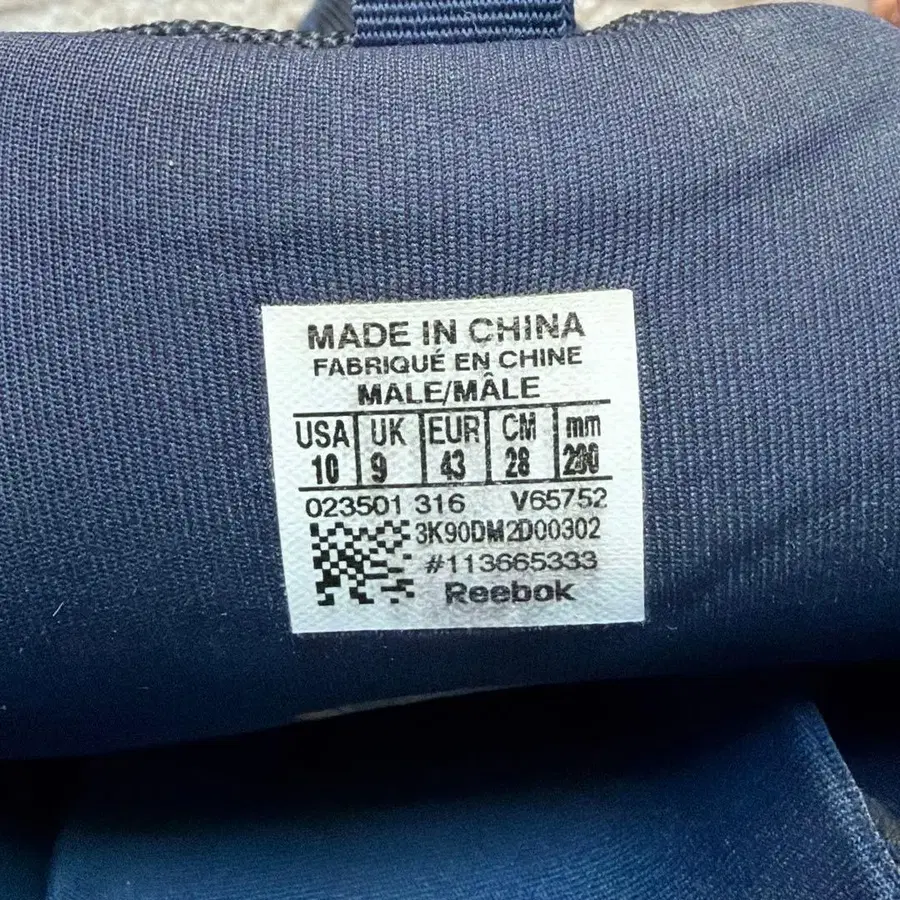 MADE IN CHINA
FABRIQUÉ EN CHINE
MALE/MÂLE
USA UK EUR CM mm
10 9 43 28
023501 316 V65752
3K90DM2D00302
#113665333
Reebok